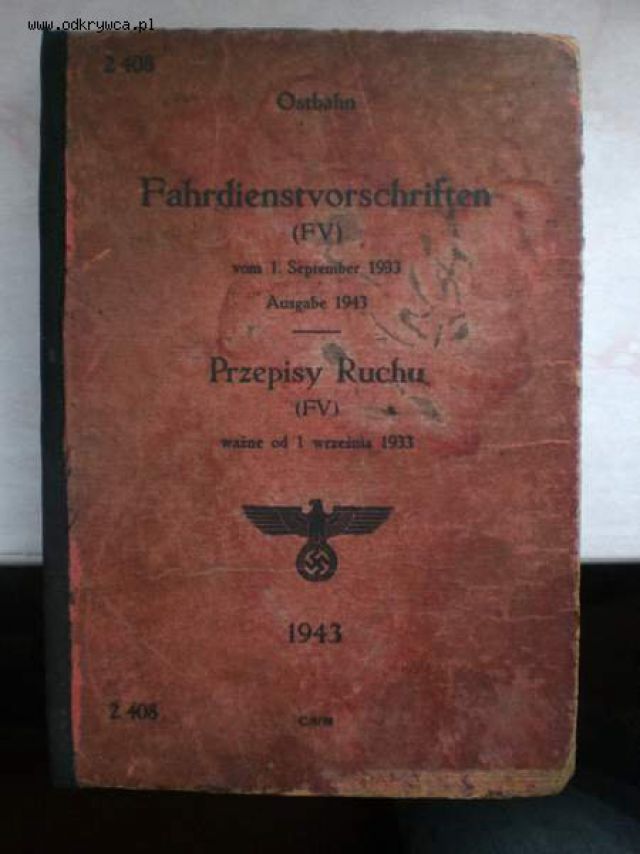 www.odkrywca.pl
2 408
Ostbahn
Fahrdienstvorschriften
(FV)
vom 1. September 1933
Ausgabe 1943
Przepisy Ruchu
(FV)
ważne od 1 września 1933
1943
2 408